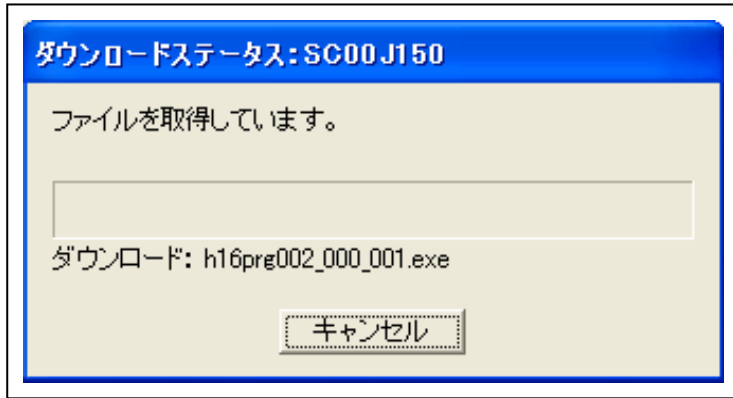 ダウンロードステータス:SC00J150
ファイルを取得しています。
ダウンロード: h16prg002_000_001.exe
キャンセル